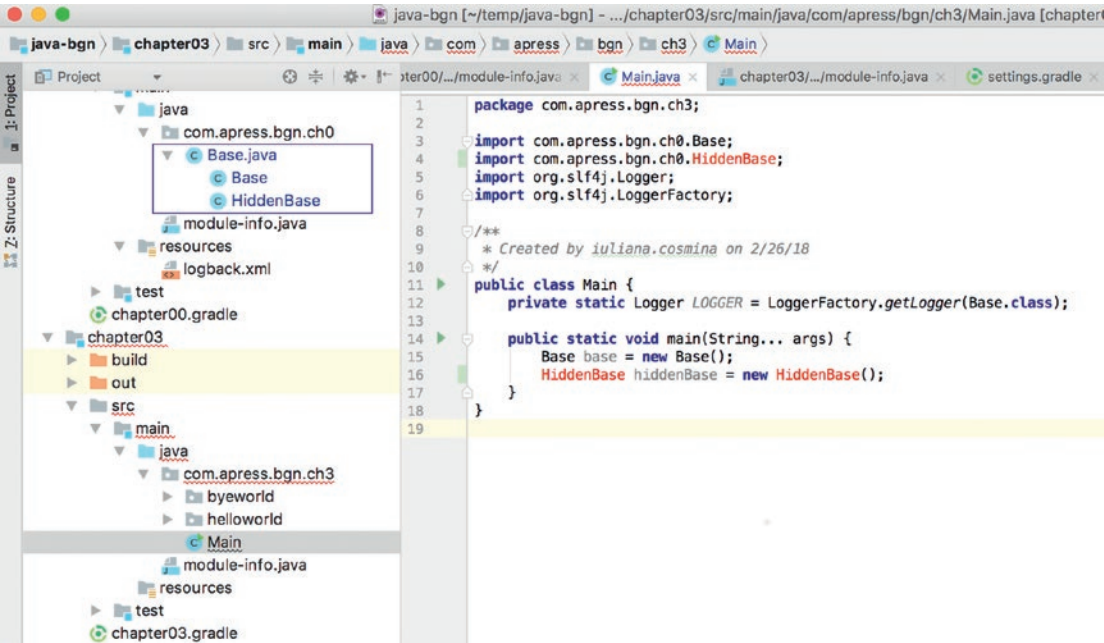 java-bgn [~/temp/java-bgn] - .../chapter03/src/main/java/com/apress/bgn/ch3/Main.java [chapter0
java-bgn chapter03 src main java com apress bgn ch3 Main
1: Project
Z: Structure
Project
java
com.apress.bgn.ch0
Base.java
Base
HiddenBase
module-info.java
resources
logback.xml
test
chapter00.gradle
chapter03
build
out
src
main
java
com.apress.bgn.ch3
byeworld
helloworld
Main
module-info.java
resources
test
chapter03.gradle
oter00/.../module-info.java Main.java chapter03/.../module-info.java settings.gradle
1 package com.apress.bgn.ch3;
2
3 import com.apress.bgn.ch0.Base;
4 import com.apress.bgn.ch0.HiddenBase;
5 import org.slf4j.Logger;
6 import org.slf4j.LoggerFactory;
7
8 /**
9 * Created by iuliana.cosmina on 2/26/18
10 */
11 public class Main {
12 private static Logger LOGGER = LoggerFactory.getLogger(Base.class);
13
14 public static void main(String... args) {
15 Base base = new Base();
16 HiddenBase hiddenBase = new HiddenBase();
17 }
18 }
19